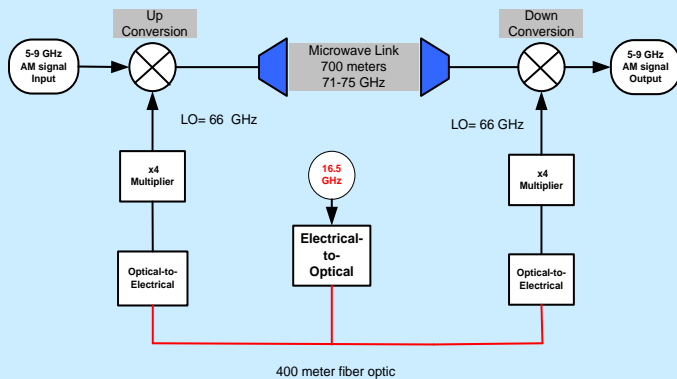 Up
Conversion
Down
Conversion
5-9 GHz
AM signal
Input
Microwave Link
700 meters
71-75 GHz
5-9 GHz
AM signal
Output
LO= 66 GHz
LO= 66 GHz
x4
Multiplier
16.5
GHz
x4
Multiplier
Electrical-
to-
Optical
Optical-to-
Electrical
Optical-to-
Electrical
400 meter fiber optic